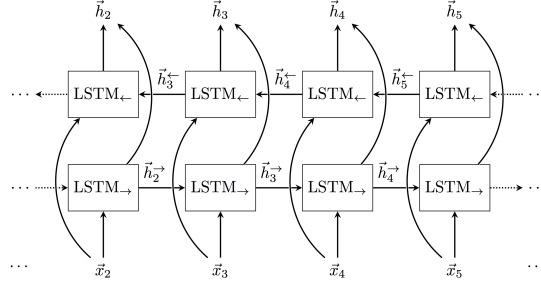 h⃗₂ h⃗₃ h⃗₄ h⃗₅
h⃗₃← h⃗₄← h⃗₅←
... LSTM← LSTM← LSTM← LSTM← ...
h⃗₂→ h⃗₃→ h⃗₄→
... LSTM→ LSTM→ LSTM→ LSTM→ ...
... x⃗₂ x⃗₃ x⃗₄ x⃗₅ ...